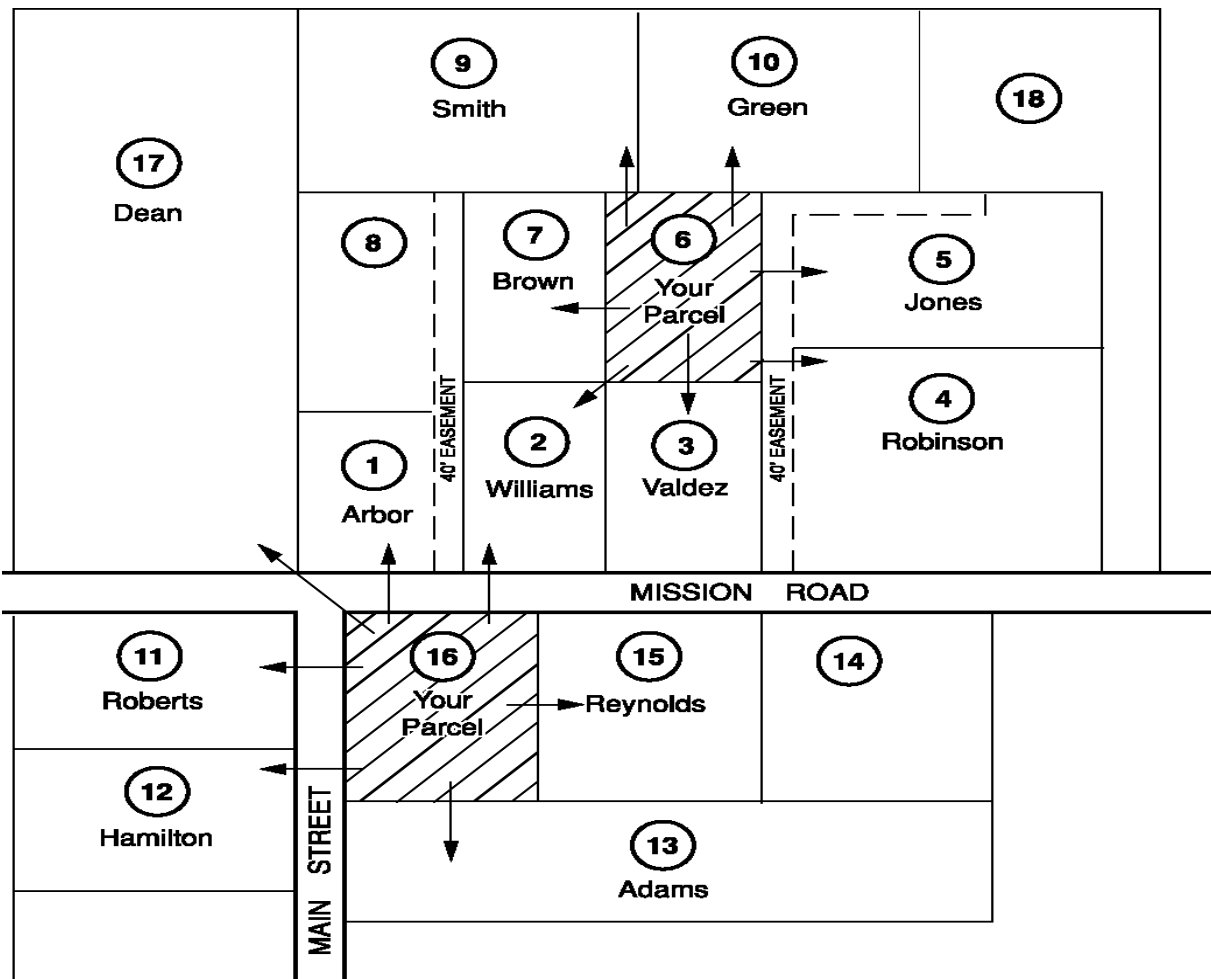 9
Smith
10
Green
18
17
Dean
8
7
Brown
6
Your
Parcel
5
Jones
40' EASEMENT
1
Arbor
2
Williams
3
Valdez
40' EASEMENT
4
Robinson
MISSION ROAD
11
Roberts
16
Your
Parcel
15
Reynolds
14
12
Hamilton
MAIN STREET
13
Adams